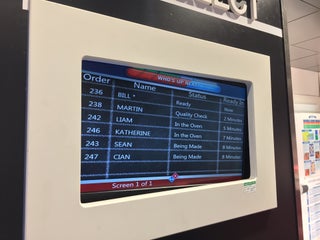 LECT
WHO'S UP NEXT
Order Name Status Ready In
236 BILL * Ready Now
238 MARTIN Quality Check 2 Minutes
242 LIAM In the Oven 5 Minutes
246 KATHERINE In the Oven 7 Minutes
243 SEAN Being Made 8 Minutes
247 CIAN Being Made 8 Minutes
Screen 1 of 1